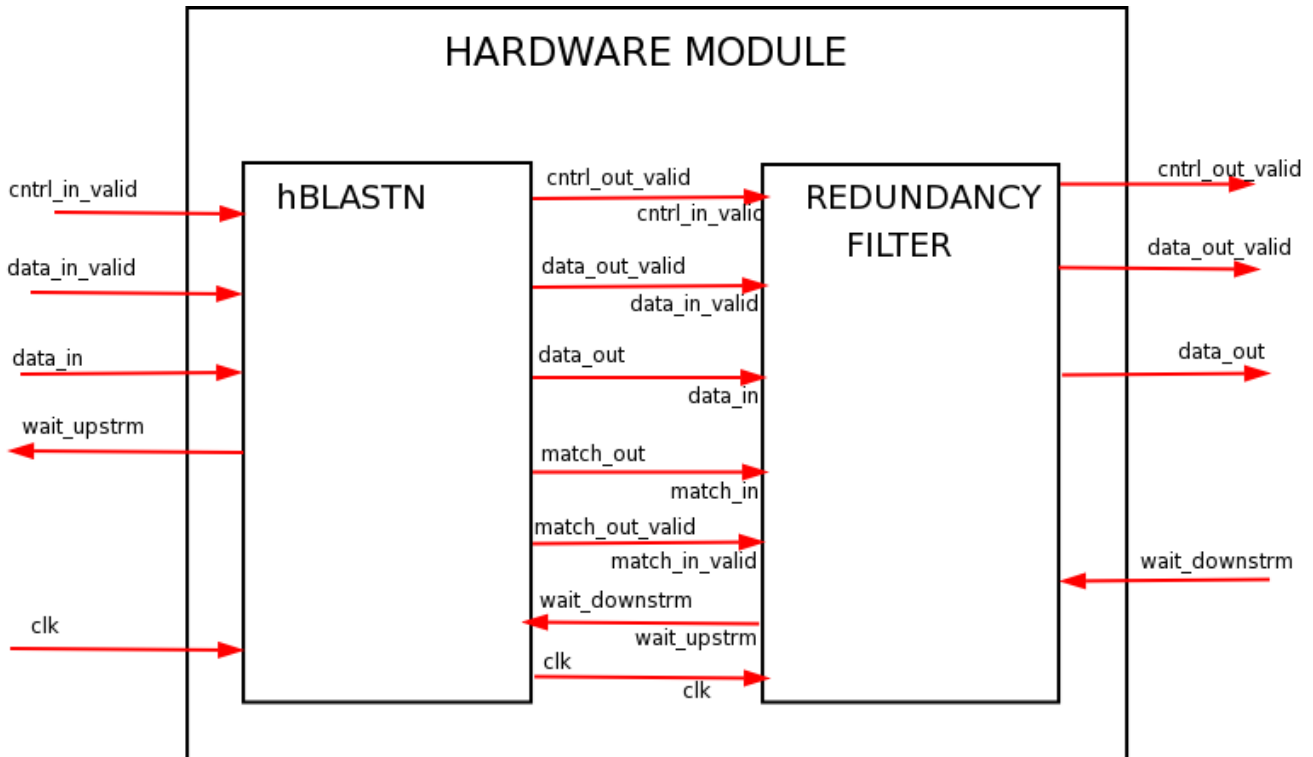 HARDWARE MODULE
cntrl_in_valid
data_in_valid
data_in
wait_upstrm
clk
hBLASTN
cntrl_out_valid
cntrl_in_valid
data_out_valid
data_in_valid
data_out
data_in
match_out
match_in
match_out_valid
match_in_valid
wait_downstrm
wait_upstrm
clk
clk
REDUNDANCY
FILTER
cntrl_out_valid
data_out_valid
data_out
wait_downstrm